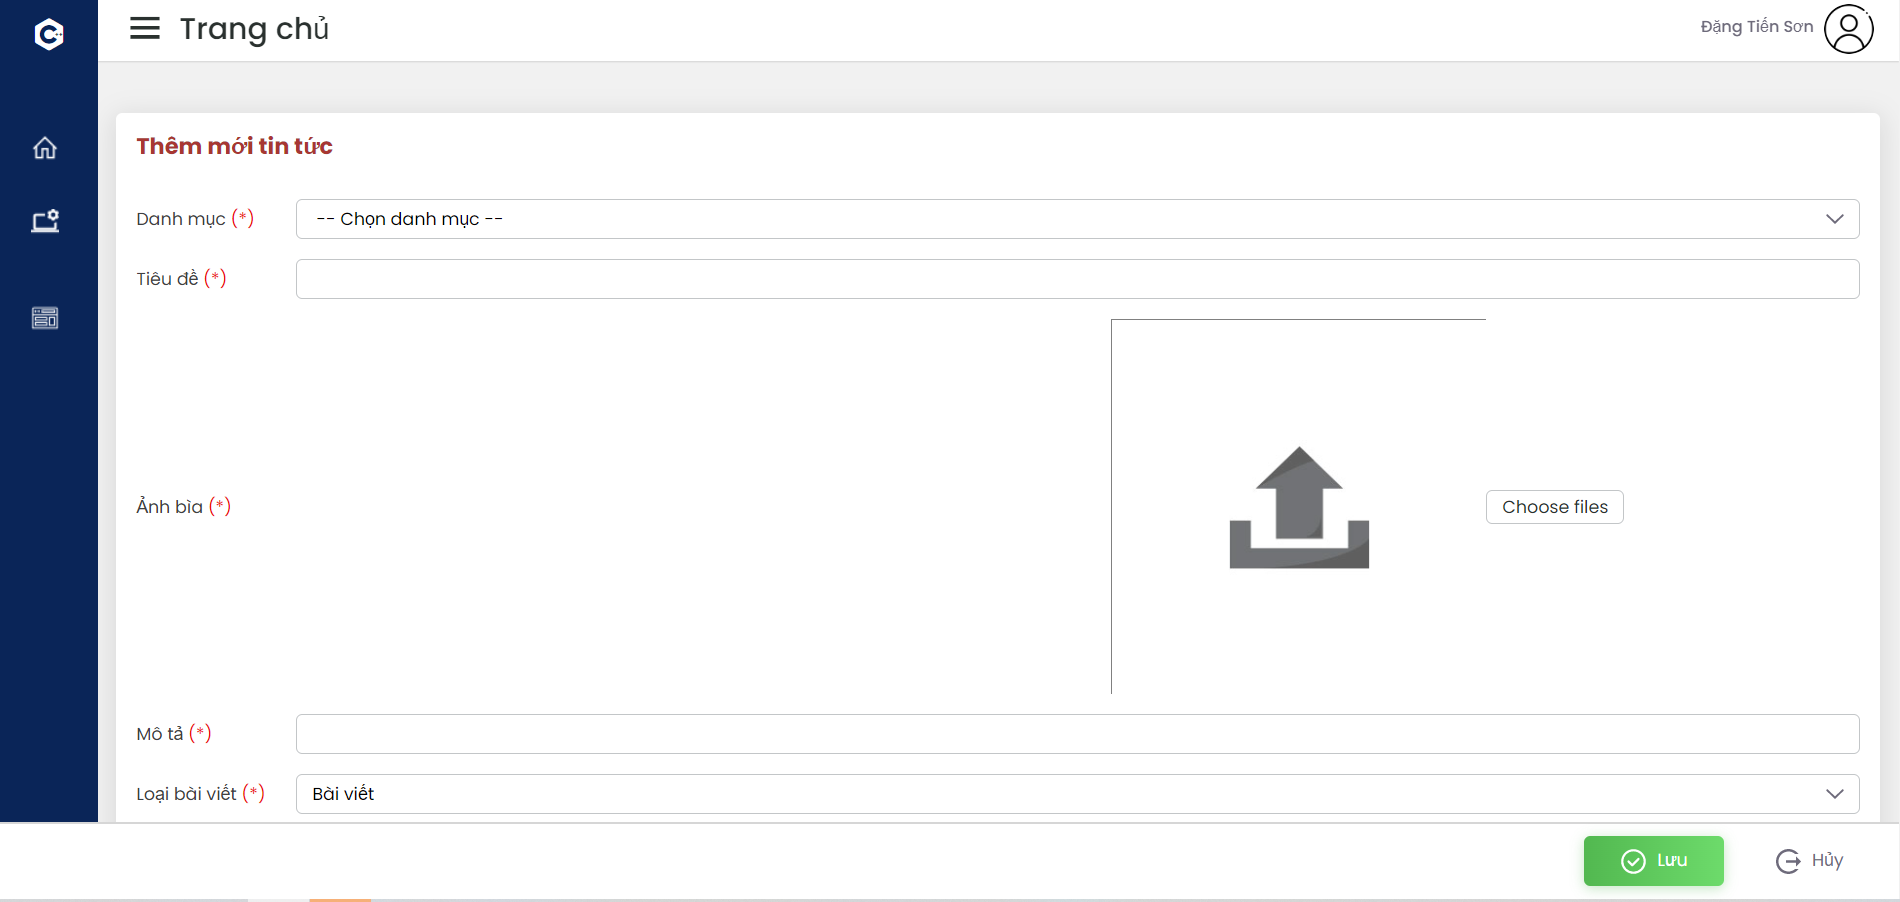 Trang chủ
Đặng Tiến Sơn
Thêm mới tin tức
Danh mục (*)
-- Chọn danh mục --
Tiêu đề (*)
Ảnh bìa (*)
Choose files
Mô tả (*)
Loại bài viết (*)
Bài viết
Lưu
Hủy